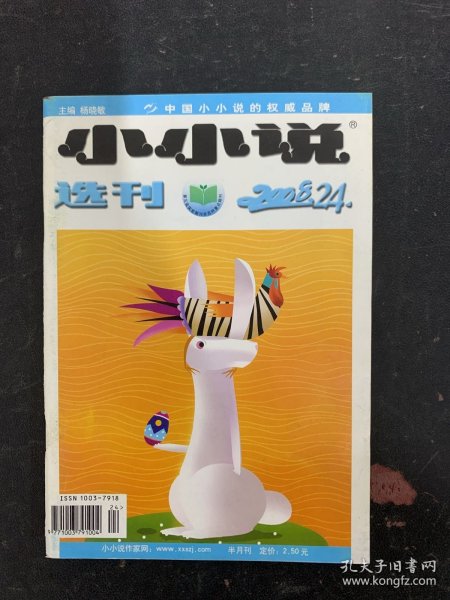 主编 杨晓敏
中国小小说的权威品牌
小小说®
选刊
2008.24.
ISSN 1003-7918
24>
9771003791004
小小说作家网：www.xxszj.com 半月刊 定价：2.50元
孔夫子旧书网
www.kongfz.com